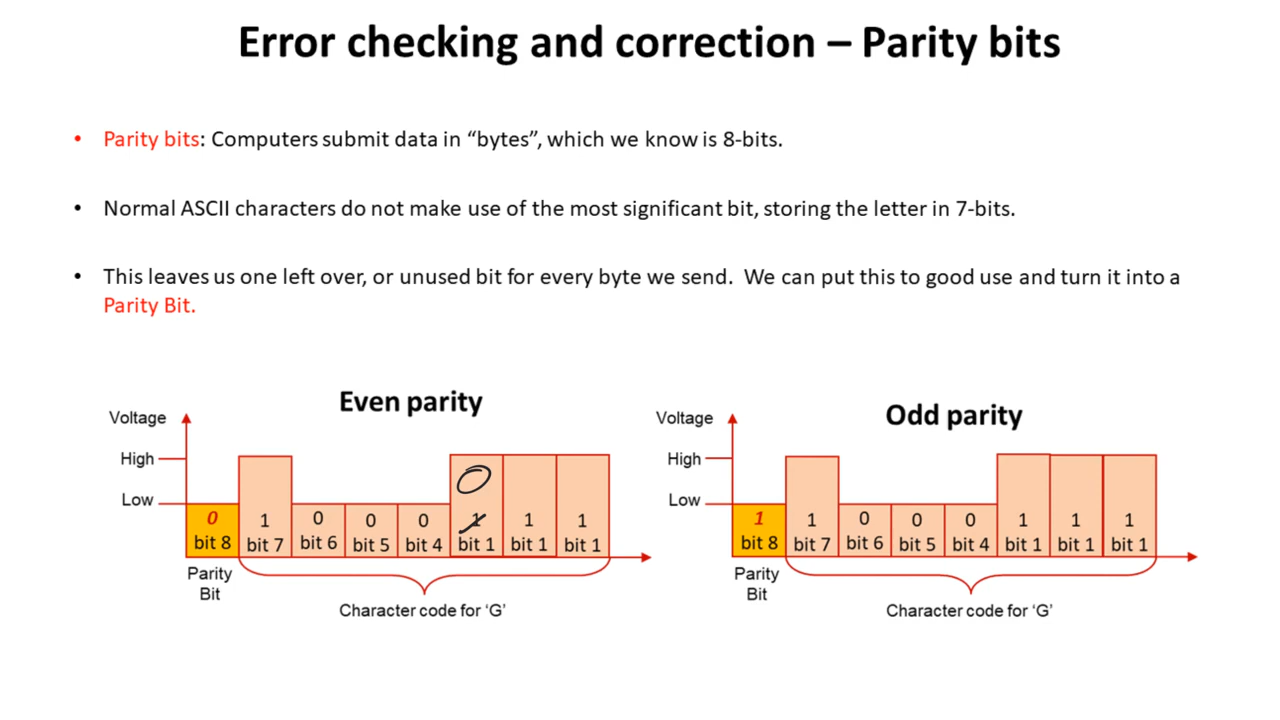 Error checking and correction – Parity bits
• Parity bits: Computers submit data in “bytes”, which we know is 8-bits.
• Normal ASCII characters do not make use of the most significant bit, storing the letter in 7-bits.
• This leaves us one left over, or unused bit for every byte we send.  We can put this to good use and turn it into a
Parity Bit.
Even parity
Voltage
High
Low
0
0 1 0 0 0 1 1 1
bit 8 bit 7 bit 6 bit 5 bit 4 bit 1 bit 1 bit 1
Parity
Bit
Character code for ‘G’
Odd parity
Voltage
High
Low
1 1 0 0 0 1 1 1
bit 8 bit 7 bit 6 bit 5 bit 4 bit 1 bit 1 bit 1
Parity
Bit
Character code for ‘G’